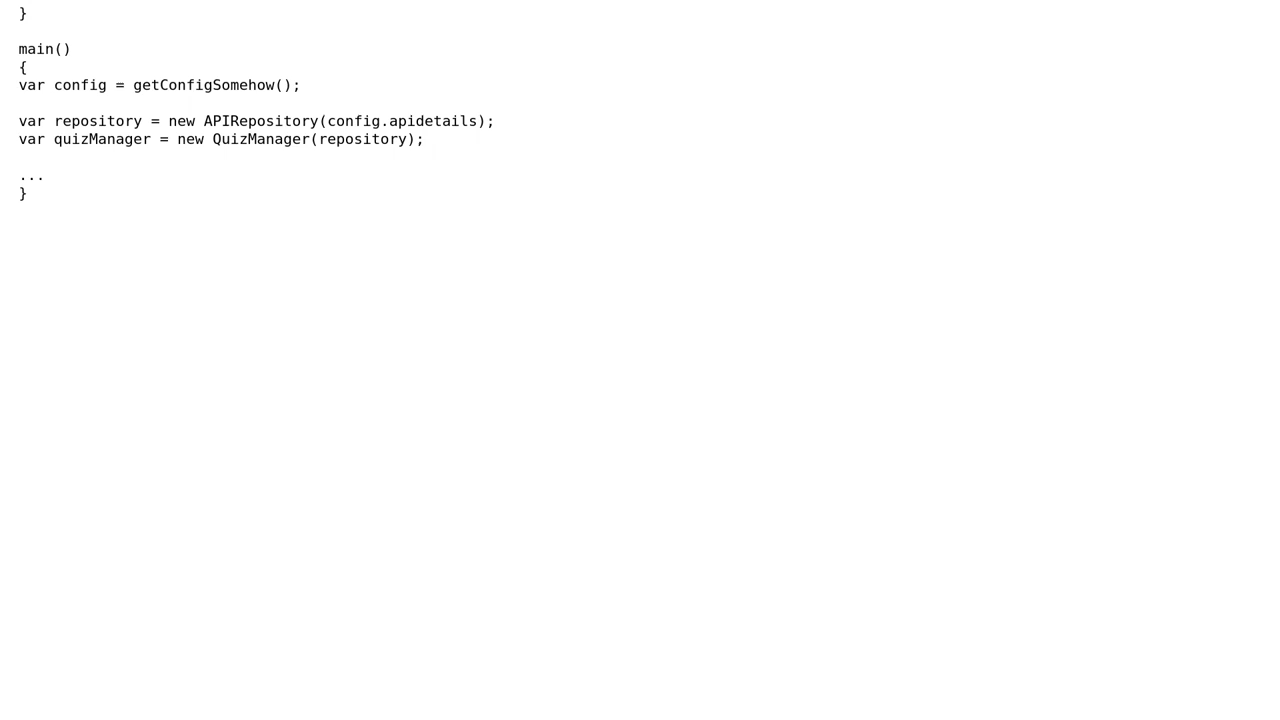 }
main()
{
var config = getConfigSomehow();
var repository = new APIRepository(config.apidetails);
var quizManager = new QuizManager(repository);
...
}